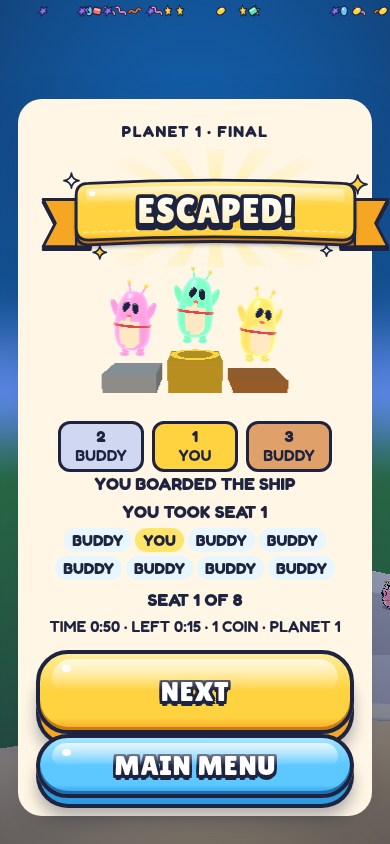 PLANET 1 · FINAL
ESCAPED!
2 1 3
BUDDY YOU BUDDY
YOU BOARDED THE SHIP
YOU TOOK SEAT 1
BUDDY YOU BUDDY BUDDY
BUDDY BUDDY BUDDY BUDDY
SEAT 1 OF 8
TIME 0:50 · LEFT 0:15 · 1 COIN · PLANET 1
NEXT
MAIN MENU